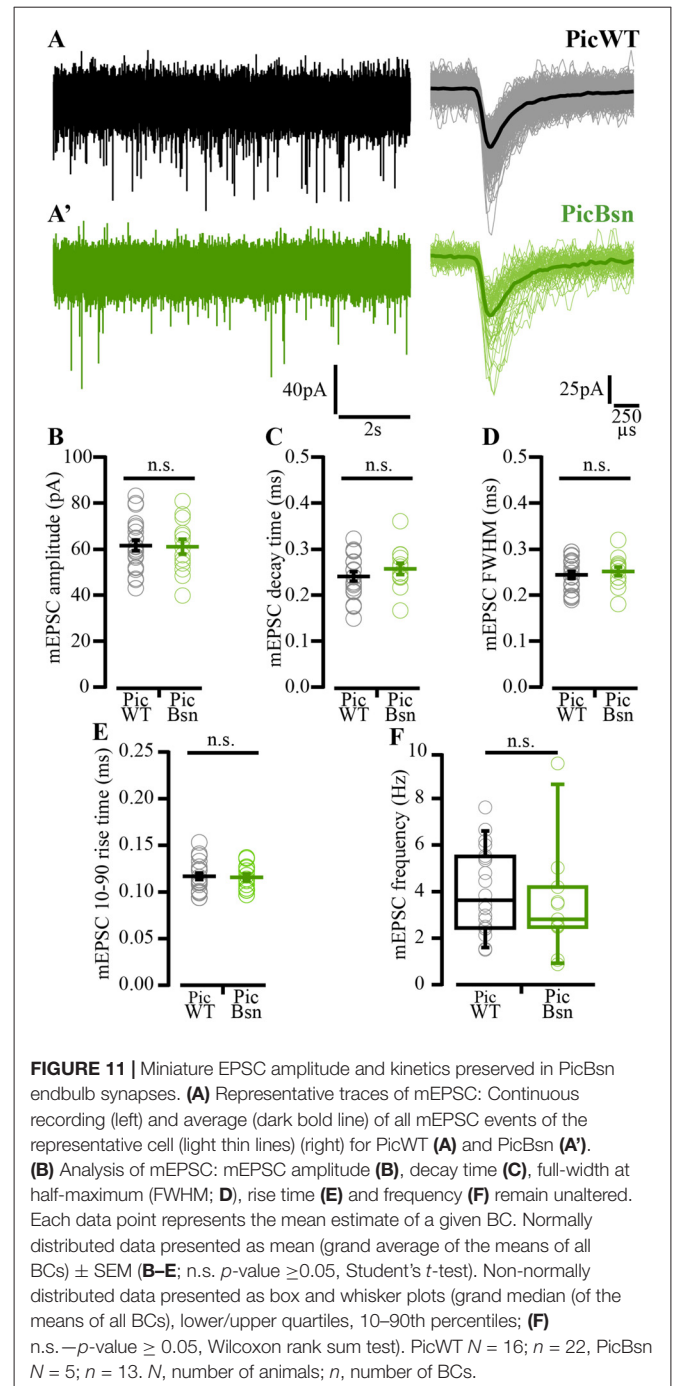 A
PicWT
A'
PicBsn
40pA
2s
25pA
250
µs
B
n.s.
mEPSC amplitude (pA)
100
80
60
40
20
0
Pic
WT
Pic
Bsn
C
n.s.
mEPSC decay time (ms)
0.5
0.4
0.3
0.2
0.1
0.0
Pic
WT
Pic
Bsn
D
n.s.
mEPSC FWHM (ms)
0.5
0.4
0.3
0.2
0.1
0.0
Pic
WT
Pic
Bsn
E
n.s.
mEPSC 10-90 rise time (ms)
0.25
0.20
0.15
0.10
0.05
0.00
Pic
WT
Pic
Bsn
F
n.s.
mEPSC frequency (Hz)
10
8
6
4
2
0
Pic
WT
Pic
Bsn
FIGURE 11 | Miniature EPSC amplitude and kinetics preserved in PicBsn
endbulb synapses. (A) Representative traces of mEPSC: Continuous
recording (left) and average (dark bold line) of all mEPSC events of the
representative cell (light thin lines) (right) for PicWT (A) and PicBsn (A').
(B) Analysis of mEPSC: mEPSC amplitude (B), decay time (C), full-width at
half-maximum (FWHM; D), rise time (E) and frequency (F) remain unaltered.
Each data point represents the mean estimate of a given BC. Normally
distributed data presented as mean (grand average of the means of all
BCs) ± SEM (B–E; n.s. p-value ≥0.05, Student's t-test). Non-normally
distributed data presented as box and whisker plots (grand median (of the
means of all BCs), lower/upper quartiles, 10–90th percentiles; (F)
n.s.—p-value ≥ 0.05, Wilcoxon rank sum test). PicWT N = 16; n = 22, PicBsn
N = 5; n = 13. N, number of animals; n, number of BCs.